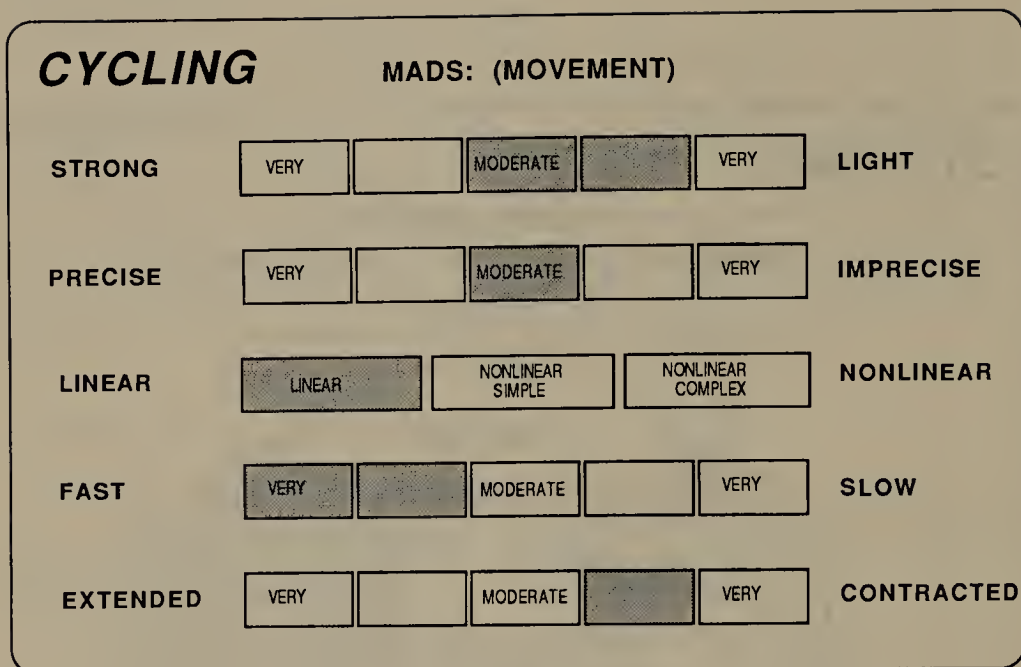 CYCLING MADS: (MOVEMENT)
STRONG VERY MODERATE VERY LIGHT
PRECISE VERY MODERATE VERY IMPRECISE
LINEAR LINEAR NONLINEAR SIMPLE NONLINEAR COMPLEX NONLINEAR
FAST VERY MODERATE VERY SLOW
EXTENDED VERY MODERATE VERY CONTRACTED